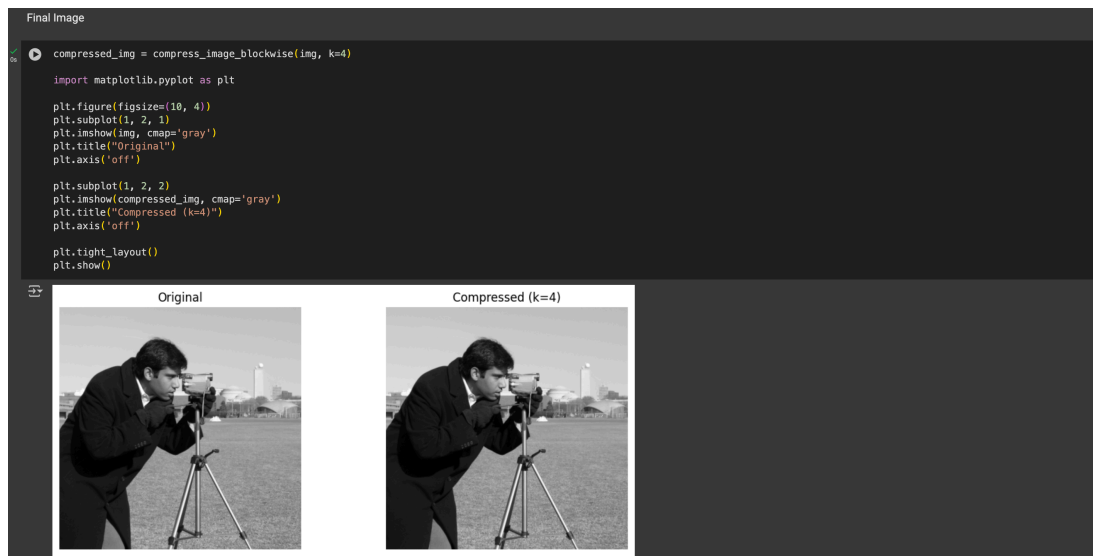 Final Image
0s
compressed_img = compress_image_blockwise(img, k=4)
import matplotlib.pyplot as plt
plt.figure(figsize=(10, 4))
plt.subplot(1, 2, 1)
plt.imshow(img, cmap='gray')
plt.title("Original")
plt.axis('off')
plt.subplot(1, 2, 2)
plt.imshow(compressed_img, cmap='gray')
plt.title("Compressed (k=4)")
plt.axis('off')
plt.tight_layout()
plt.show()
Original
Compressed (k=4)